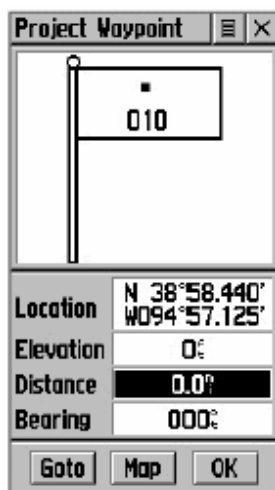 Project Waypoint
010
Location
N 38°58.440'
W094°57.125'
Elevation 0
Distance 0.0
Bearing 000°
Goto Map OK